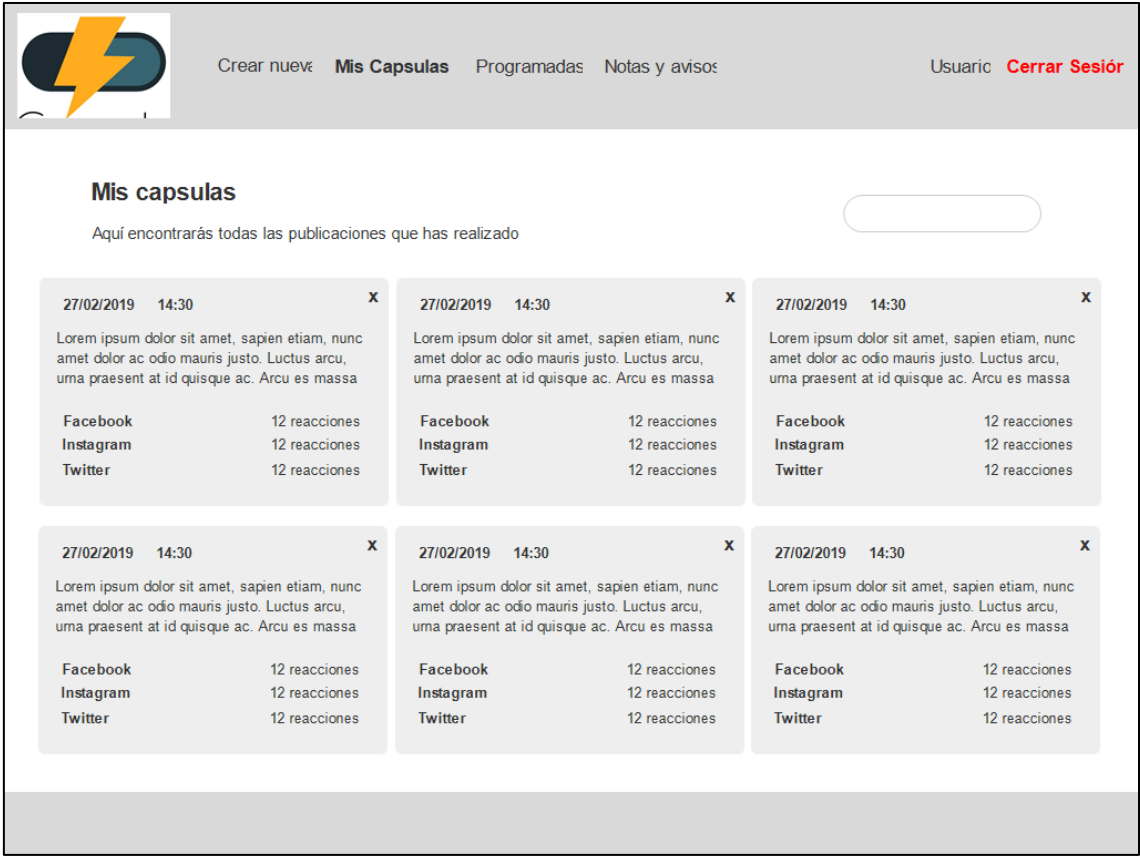 Crear nueva Mis Capsulas Programadas Notas y avisos Usuario Cerrar Sesión
Mis capsulas
Aquí encontrarás todas las publicaciones que has realizado
27/02/2019 14:30 x
Lorem ipsum dolor sit amet, sapien etiam, nunc
amet dolor ac odio mauris justo. Luctus arcu,
urna praesent at id quisque ac. Arcu es massa
Facebook 12 reacciones
Instagram 12 reacciones
Twitter 12 reacciones
27/02/2019 14:30 x
Lorem ipsum dolor sit amet, sapien etiam, nunc
amet dolor ac odio mauris justo. Luctus arcu,
urna praesent at id quisque ac. Arcu es massa
Facebook 12 reacciones
Instagram 12 reacciones
Twitter 12 reacciones
27/02/2019 14:30 x
Lorem ipsum dolor sit amet, sapien etiam, nunc
amet dolor ac odio mauris justo. Luctus arcu,
urna praesent at id quisque ac. Arcu es massa
Facebook 12 reacciones
Instagram 12 reacciones
Twitter 12 reacciones
27/02/2019 14:30 x
Lorem ipsum dolor sit amet, sapien etiam, nunc
amet dolor ac odio mauris justo. Luctus arcu,
urna praesent at id quisque ac. Arcu es massa
Facebook 12 reacciones
Instagram 12 reacciones
Twitter 12 reacciones
27/02/2019 14:30 x
Lorem ipsum dolor sit amet, sapien etiam, nunc
amet dolor ac odio mauris justo. Luctus arcu,
urna praesent at id quisque ac. Arcu es massa
Facebook 12 reacciones
Instagram 12 reacciones
Twitter 12 reacciones
27/02/2019 14:30 x
Lorem ipsum dolor sit amet, sapien etiam, nunc
amet dolor ac odio mauris justo. Luctus arcu,
urna praesent at id quisque ac. Arcu es massa
Facebook 12 reacciones
Instagram 12 reacciones
Twitter 12 reacciones